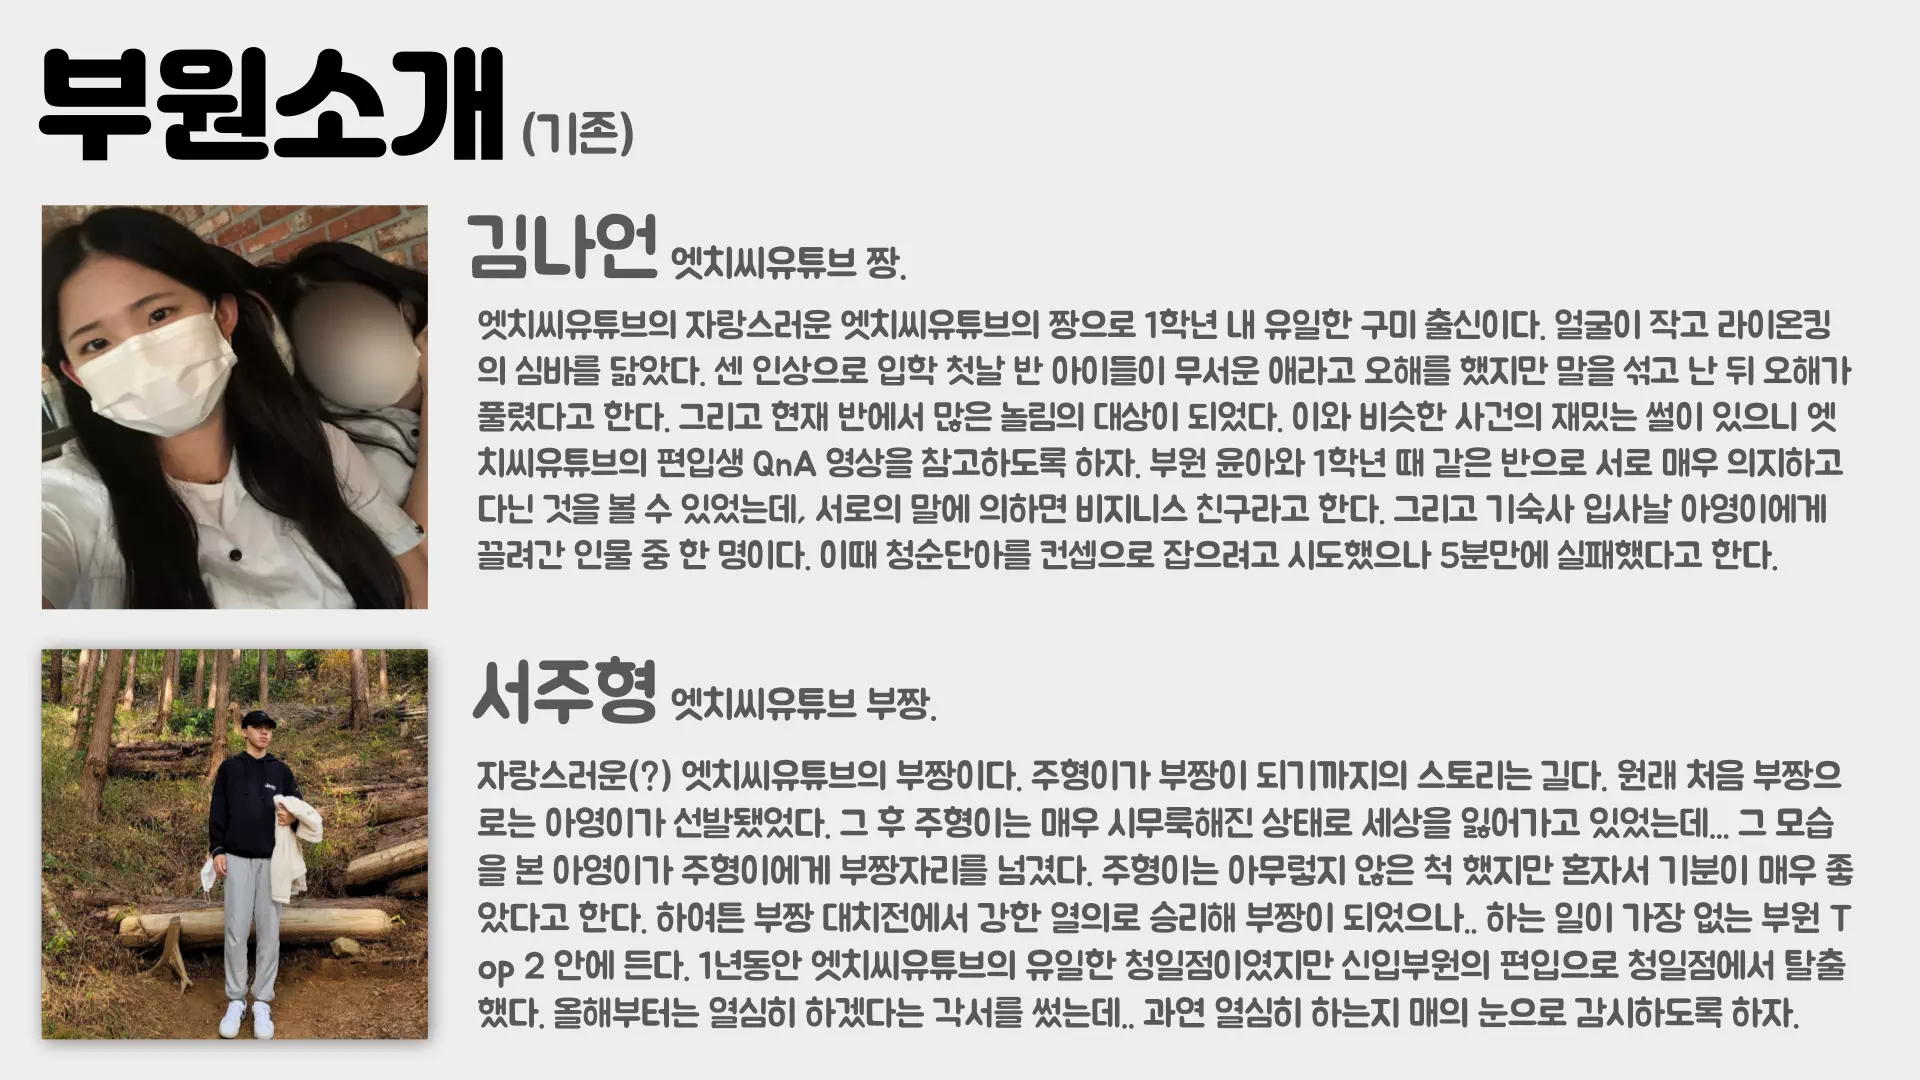 부원소개 (기존)
김나언 엣치씨유튜브 짱.
엣치씨유튜브의 자랑스러운 엣치씨유튜브의 짱으로 1학년 내 유일한 구미 출신이다. 얼굴이 작고 라이온킹
의 심바를 닮았다. 센 인상으로 입학 첫날 반 아이들이 무서운 애라고 오해를 했지만 말을 섞고 난 뒤 오해가
풀렸다고 한다. 그리고 현재 반에서 많은 놀림의 대상이 되었다. 이와 비슷한 사건의 재밌는 썰이 있으니 엣
치씨유튜브의 편입생 QnA 영상을 참고하도록 하자. 부원 윤아와 1학년 때 같은 반으로 서로 매우 의지하고
다닌 것을 볼 수 있었는데, 서로의 말에 의하면 비지니스 친구라고 한다. 그리고 기숙사 입사날 아영이에게
끌려간 인물 중 한 명이다. 이때 청순단아를 컨셉으로 잡으려고 시도했으나 5분만에 실패했다고 한다.
서주형 엣치씨유튜브 부짱.
자랑스러운(?) 엣치씨유튜브의 부짱이다. 주형이가 부짱이 되기까지의 스토리는 길다. 원래 처음 부짱으
로는 아영이가 선발됐었다. 그 후 주형이는 매우 시무룩해진 상태로 세상을 잃어가고 있었는데... 그 모습
을 본 아영이가 주형이에게 부짱자리를 넘겼다. 주형이는 아무렇지 않은 척 했지만 혼자서 기분이 매우 좋
았다고 한다. 하여튼 부짱 대치전에서 강한 열의로 승리해 부짱이 되었으나.. 하는 일이 가장 없는 부원 T
op 2 안에 든다. 1년동안 엣치씨유튜브의 유일한 청일점이였지만 신입부원의 편입으로 청일점에서 탈출
했다. 올해부터는 열심히 하겠다는 각서를 썼는데.. 과연 열심히 하는지 매의 눈으로 감시하도록 하자.